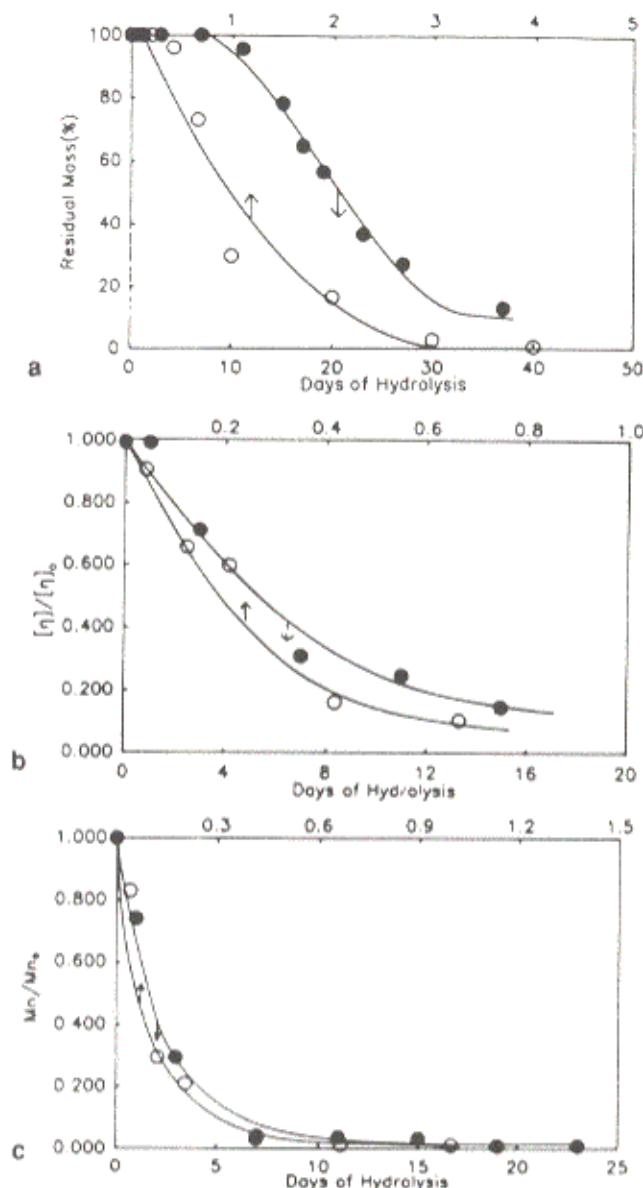 1 2 3 4 5
100
80
60
40
20
0
Residual Mass(%)
0 10 20 30 40 50
Days of Hydrolysis
a
0.2 0.4 0.6 0.8 1.0
1.000
0.800
0.600
0.400
0.200
0.000
[η]/[η]₀
0 4 8 12 16 20
Days of Hydrolysis
b
0.3 0.6 0.9 1.2 1.5
1.000
0.800
0.600
0.400
0.200
0.000
Mn/Mn₀
0 5 10 15 20 25
Days of Hydrolysis
c